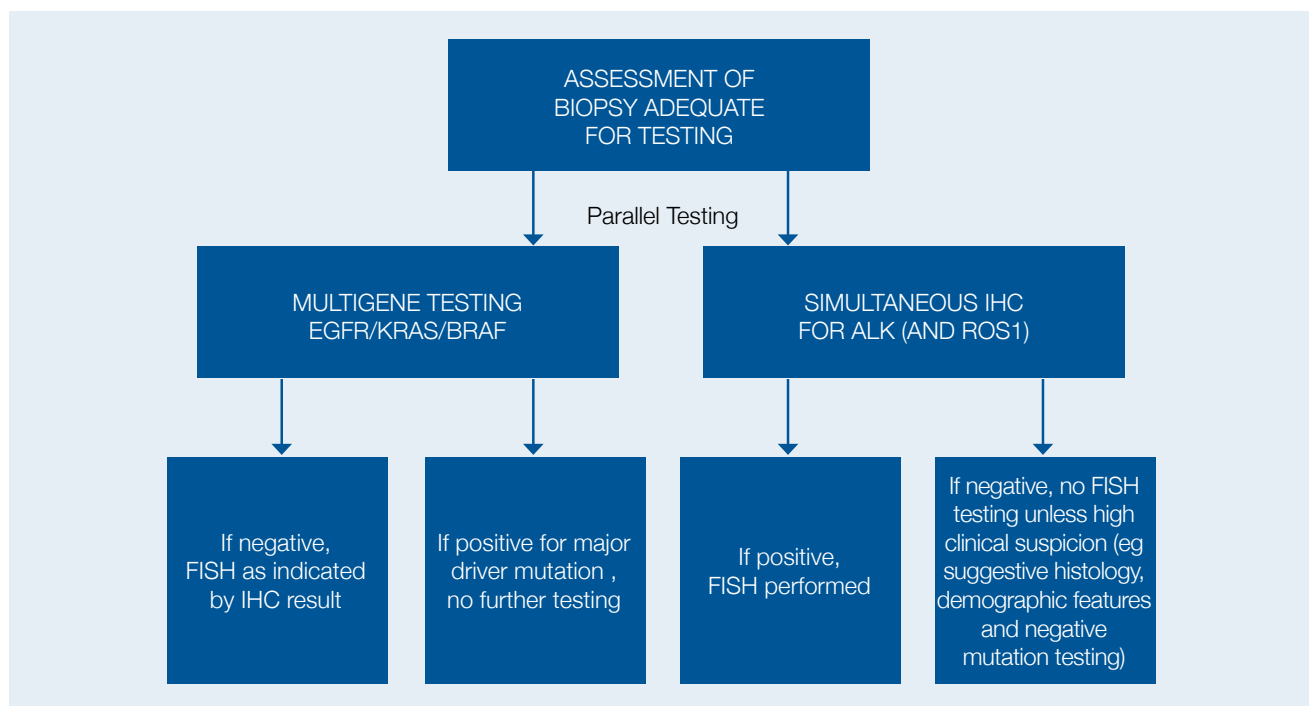 ASSESSMENT OF
BIOPSY ADEQUATE
FOR TESTING
Parallel Testing
MULTIGENE TESTING
EGFR/KRAS/BRAF
SIMULTANEOUS IHC
FOR ALK (AND ROS1)
If negative,
FISH as indicated
by IHC result
If positive for major
driver mutation ,
no further testing
If positive,
FISH performed
If negative, no FISH
testing unless high
clinical suspicion (eg
suggestive histology,
demographic features
and negative
mutation testing)